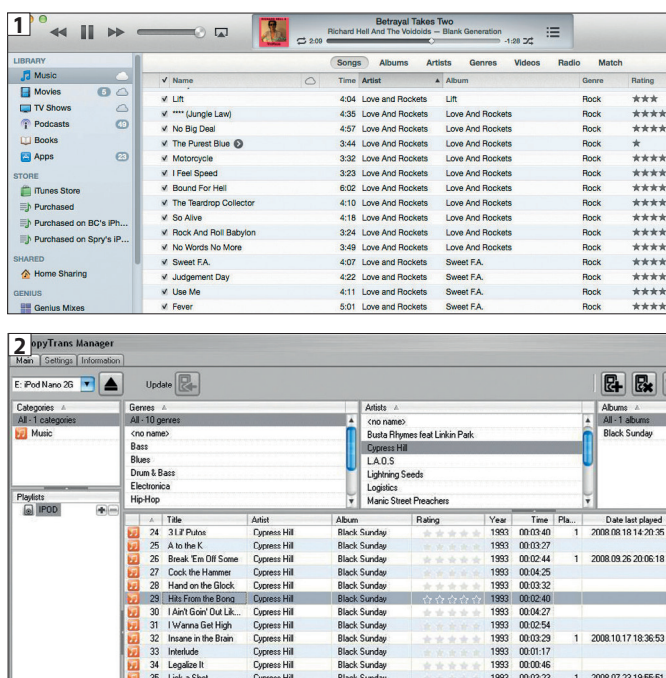 1
Betrayal Takes Two
Richard Hell And The Voidoids — Blank Generation
2:09 -1:28
LIBRARY
Music
Movies 5
TV Shows
Podcasts 49
Books
Apps 23
STORE
iTunes Store
Purchased
Purchased on BC's iPh...
Purchased on Spry's iP...
SHARED
Home Sharing
GENIUS
Genius Mixes
Songs Albums Artists Genres Videos Radio Match
Name Time Artist Album Genre Rating
Lift 4:04 Love and Rockets Lift Rock ★★★
**** (Jungle Law) 4:35 Love and Rockets Love And Rockets Rock ★★★★
No Big Deal 4:57 Love and Rockets Love And Rockets Rock ★★★★
The Purest Blue 3:44 Love and Rockets Love And Rockets Rock ★
Motorcycle 3:32 Love and Rockets Love And Rockets Rock ★★★★
I Feel Speed 3:23 Love and Rockets Love And Rockets Rock ★★★★
Bound For Hell 6:02 Love and Rockets Love And Rockets Rock ★★★★
The Teardrop Collector 4:10 Love and Rockets Love And Rockets Rock ★★★★
So Alive 4:18 Love and Rockets Love And Rockets Rock ★★★★
Rock And Roll Babylon 3:24 Love and Rockets Love And Rockets Rock ★★★★
No Words No More 3:49 Love and Rockets Love And Rockets Rock ★★★★
Sweet F.A. 4:07 Love and Rockets Sweet F.A. Rock ★★★★
Judgement Day 4:22 Love and Rockets Sweet F.A. Rock ★★★★
Use Me 4:11 Love and Rockets Sweet F.A. Rock ★★★★
Fever 5:01 Love and Rockets Sweet F.A. Rock ★★★★
2
opyTrans Manager
Main Settings Information
E: iPod Nano 2G Update
Categories
All - 1 categories
Music
Playlists
IPOD
Genres
All - 10 genres
<no name>
Bass
Blues
Drum & Bass
Electronica
Hip-Hop
Artists
<no name>
Busta Rhymes feat Linkin Park
Cypress Hill
L.A.O.S
Lightning Seeds
Logistics
Manic Street Preachers
Albums
All - 1 albums
Black Sunday
Title Artist Album Rating Year Time Pla... Date last played
24 3 Lil' Putos Cypress Hill Black Sunday 1993 00:03:40 1 2008.08.18 14:20:35
25 A to the K Cypress Hill Black Sunday 1993 00:03:27
26 Break 'Em Off Some Cypress Hill Black Sunday 1993 00:02:44 1 2008.09.26 20:06:18
27 Cock the Hammer Cypress Hill Black Sunday 1993 00:04:25
28 Hand on the Glock Cypress Hill Black Sunday 1993 00:03:32
29 Hits From the Bong Cypress Hill Black Sunday 1993 00:02:40
30 I Ain't Goin' Out Lik... Cypress Hill Black Sunday 1993 00:04:27
31 I Wanna Get High Cypress Hill Black Sunday 1993 00:02:54
32 Insane in the Brain Cypress Hill Black Sunday 1993 00:03:29 1 2008.10.17 18:36:53
33 Interlude Cypress Hill Black Sunday 1993 00:01:17
34 Legalize It Cypress Hill Black Sunday 1993 00:00:46
35 Cypress Hill Black Sunday 1993 00:03:23 1